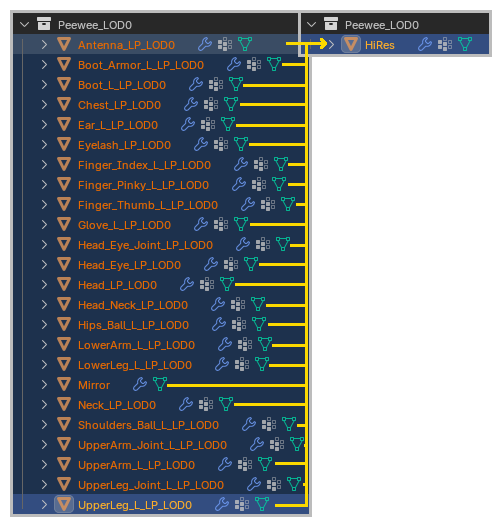 Peewee_LOD0
Antenna_LP_LOD0
Boot_Armor_L_LP_LOD0
Boot_L_LP_LOD0
Chest_LP_LOD0
Ear_L_LP_LOD0
Eyelash_LP_LOD0
Finger_Index_L_LP_LOD0
Finger_Pinky_L_LP_LOD0
Finger_Thumb_L_LP_LOD0
Glove_L_LP_LOD0
Head_Eye_Joint_LP_LOD0
Head_Eye_LP_LOD0
Head_LP_LOD0
Head_Neck_LP_LOD0
Hips_Ball_L_LP_LOD0
LowerArm_L_LP_LOD0
LowerLeg_L_LP_LOD0
Mirror
Neck_LP_LOD0
Shoulders_Ball_L_LP_LOD0
UpperArm_Joint_L_LP_LOD0
UpperArm_L_LP_LOD0
UpperLeg_Joint_L_LP_LOD0
UpperLeg_L_LP_LOD0
Peewee_LOD0
HiRes